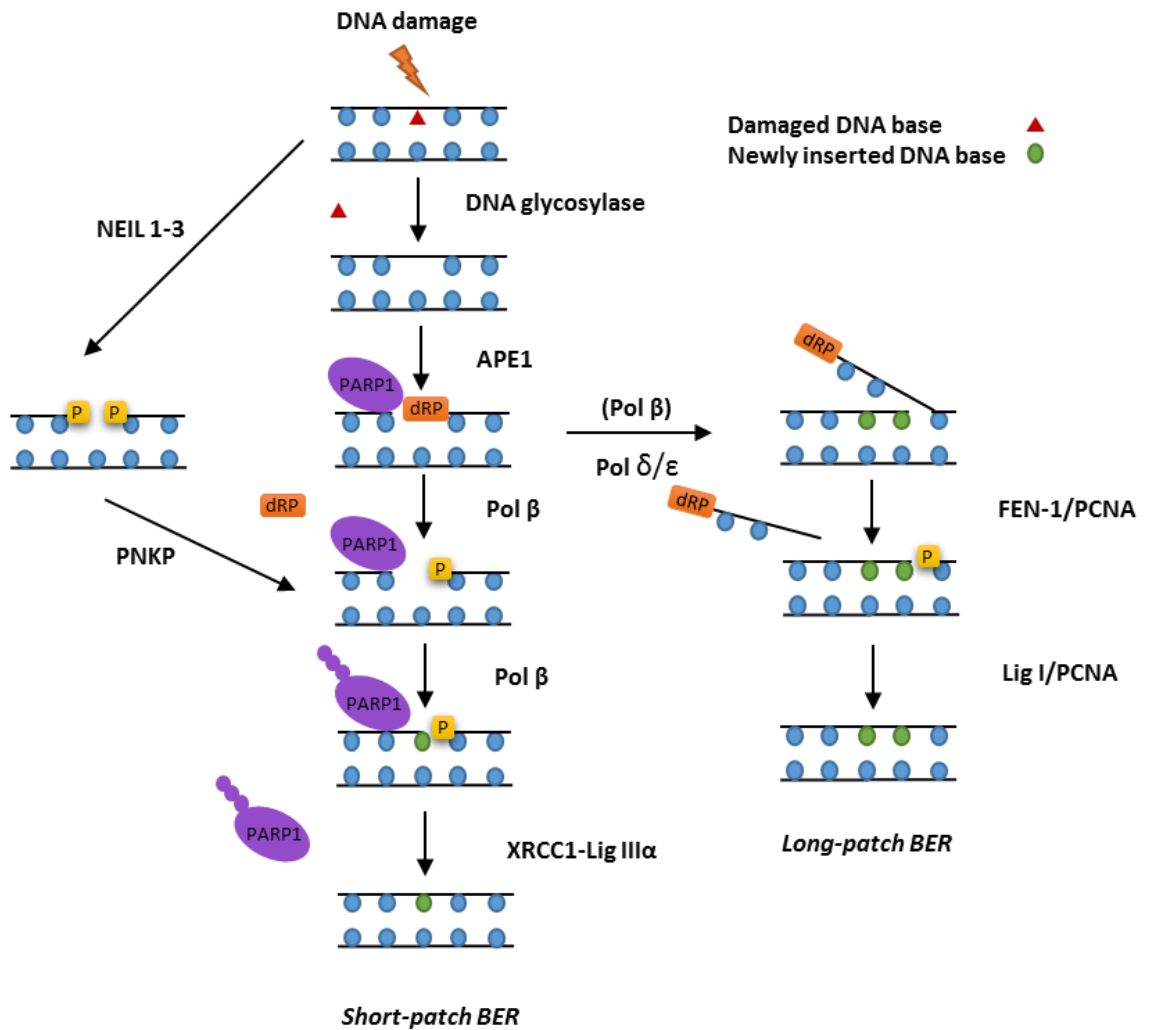 DNA damage
Damaged DNA base
Newly inserted DNA base
DNA glycosylase
NEIL 1-3
dRP
APE1
PARP1
dRP
P P
(Pol β)
Pol δ/ε
dRP
dRP
Pol β
FEN-1/PCNA
PARP1
PNKP
P
P
Pol β
Lig I/PCNA
PARP1
P
PARP1
XRCC1-Lig IIIα
Long-patch BER
Short-patch BER